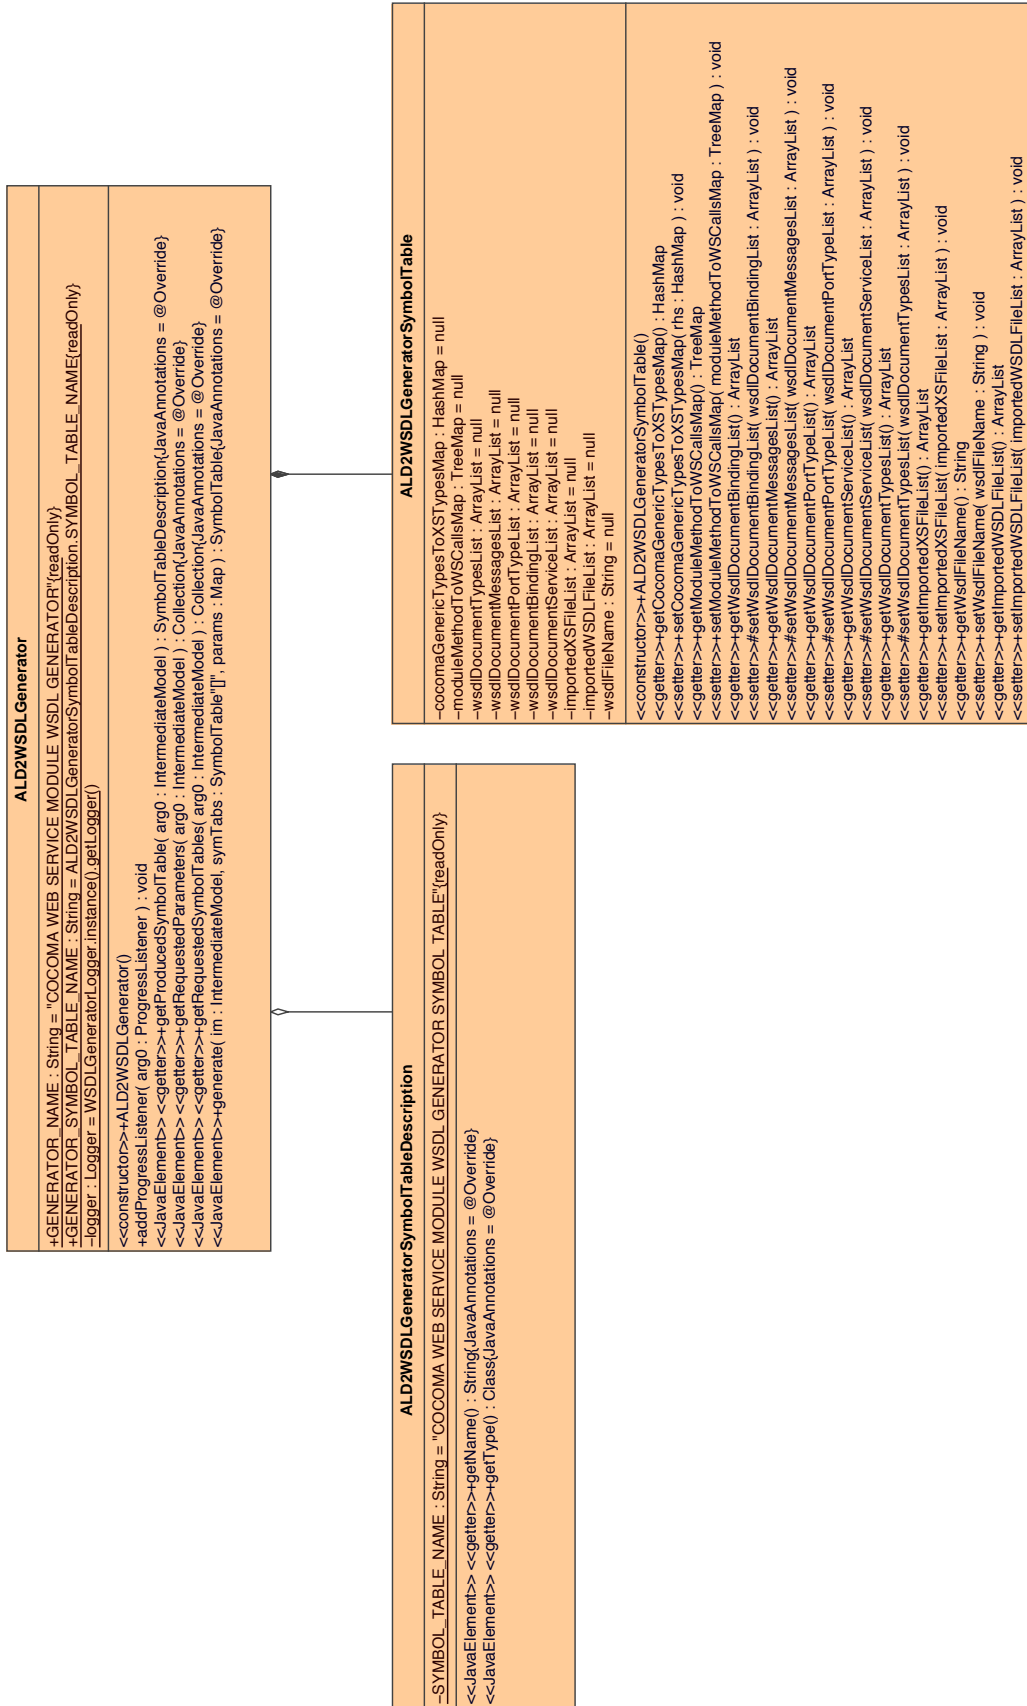 ALD2WSDLGenerator
+GENERATOR_NAME : String = "COCOMA WEB SERVICE MODULE WSDL GENERATOR"{readOnly}
+GENERATOR_SYMBOL_TABLE_NAME : String = ALD2WSDLGeneratorSymbolTableDescription.SYMBOL_TABLE_NAME{readOnly}
-logger : Logger = WSDLGeneratorLogger.instance().getLogger()
<<constructor>>+ALD2WSDLGenerator()
+addProgressListener( arg0 : ProgressListener ) : void
<<JavaElement>> <<getter>>+getProducedSymbolTable( arg0 : IntermediateModel ) : SymbolTableDescription{JavaAnnotations = @Override}
<<JavaElement>> <<getter>>+getRequestedParameters( arg0 : IntermediateModel ) : Collection{JavaAnnotations = @Override}
<<JavaElement>> <<getter>>+getRequestedSymbolTables( arg0 : IntermediateModel ) : Collection{JavaAnnotations = @Override}
<<JavaElement>>+generate( im : IntermediateModel, symTabs : SymbolTable"[]", params : Map ) : SymbolTable{JavaAnnotations = @Override}
ALD2WSDLGeneratorSymbolTableDescription
-SYMBOL_TABLE_NAME : String = "COCOMA WEB SERVICE MODULE WSDL GENERATOR SYMBOL TABLE"{readOnly}
<<JavaElement>> <<getter>>+getName() : String{JavaAnnotations = @Override}
<<JavaElement>> <<getter>>+getType() : Class{JavaAnnotations = @Override}
ALD2WSDLGeneratorSymbolTable
-cocomaGenericTypesToXSTypesMap : HashMap = null
-moduleMethodToWSCallsMap : TreeMap = null
-wsdlDocumentTypesList : ArrayList = null
-wsdlDocumentMessagesList : ArrayList = null
-wsdlDocumentPortTypeList : ArrayList = null
-wsdlDocumentBindingList : ArrayList = null
-wsdlDocumentServiceList : ArrayList = null
-importedXSFileList : ArrayList = null
-importedWSDLFileList : ArrayList = null
-wsdlFileName : String = null
<<constructor>>+ALD2WSDLGeneratorSymbolTable()
<<getter>>+getCocomaGenericTypesToXSTypesMap() : HashMap
<<setter>>+setCocomaGenericTypesToXSTypesMap( rhs : HashMap ) : void
<<getter>>+getModuleMethodToWSCallsMap() : TreeMap
<<setter>>+setModuleMethodToWSCallsMap( moduleMethodToWSCallsMap : TreeMap ) : void
<<getter>>+getWsdlDocumentBindingList() : ArrayList
<<setter>>#setWsdlDocumentBindingList( wsdlDocumentBindingList : ArrayList ) : void
<<getter>>+getWsdlDocumentMessagesList() : ArrayList
<<setter>>#setWsdlDocumentMessagesList( wsdlDocumentMessagesList : ArrayList ) : void
<<getter>>+getWsdlDocumentPortTypeList() : ArrayList
<<setter>>#setWsdlDocumentPortTypeList( wsdlDocumentPortTypeList : ArrayList ) : void
<<getter>>+getWsdlDocumentServiceList() : ArrayList
<<setter>>#setWsdlDocumentServiceList( wsdlDocumentServiceList : ArrayList ) : void
<<getter>>+getWsdlDocumentTypesList() : ArrayList
<<setter>>#setWsdlDocumentTypesList( wsdlDocumentTypesList : ArrayList ) : void
<<getter>>+getImportedXSFileList() : ArrayList
<<setter>>+setImportedXSFileList( importedXSFileList : ArrayList ) : void
<<getter>>+getWsdlFileName() : String
<<setter>>+setWsdlFileName( wsdlFileName : String ) : void
<<getter>>+getImportedWSDLFileList() : ArrayList
<<setter>>+setImportedWSDLFileList( importedWSDLFileList : ArrayList ) : void